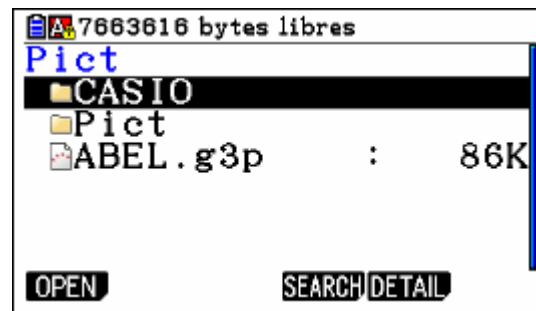 7663616 bytes libres
Pict
CASIO
Pict
ABEL.g3p : 86K
OPEN SEARCH DETAIL